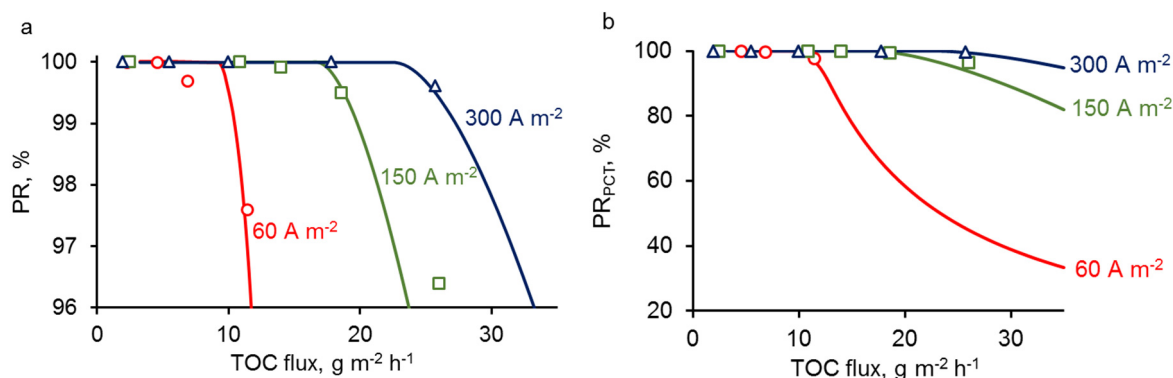 a
100
99
98
97
96
PR, %
0
10
20
30
TOC flux, g m⁻² h⁻¹
60 A m⁻²
150 A m⁻²
300 A m⁻²
b
100
80
60
40
20
PR_PCT, %
0
10
20
30
TOC flux, g m⁻² h⁻¹
300 A m⁻²
150 A m⁻²
60 A m⁻²